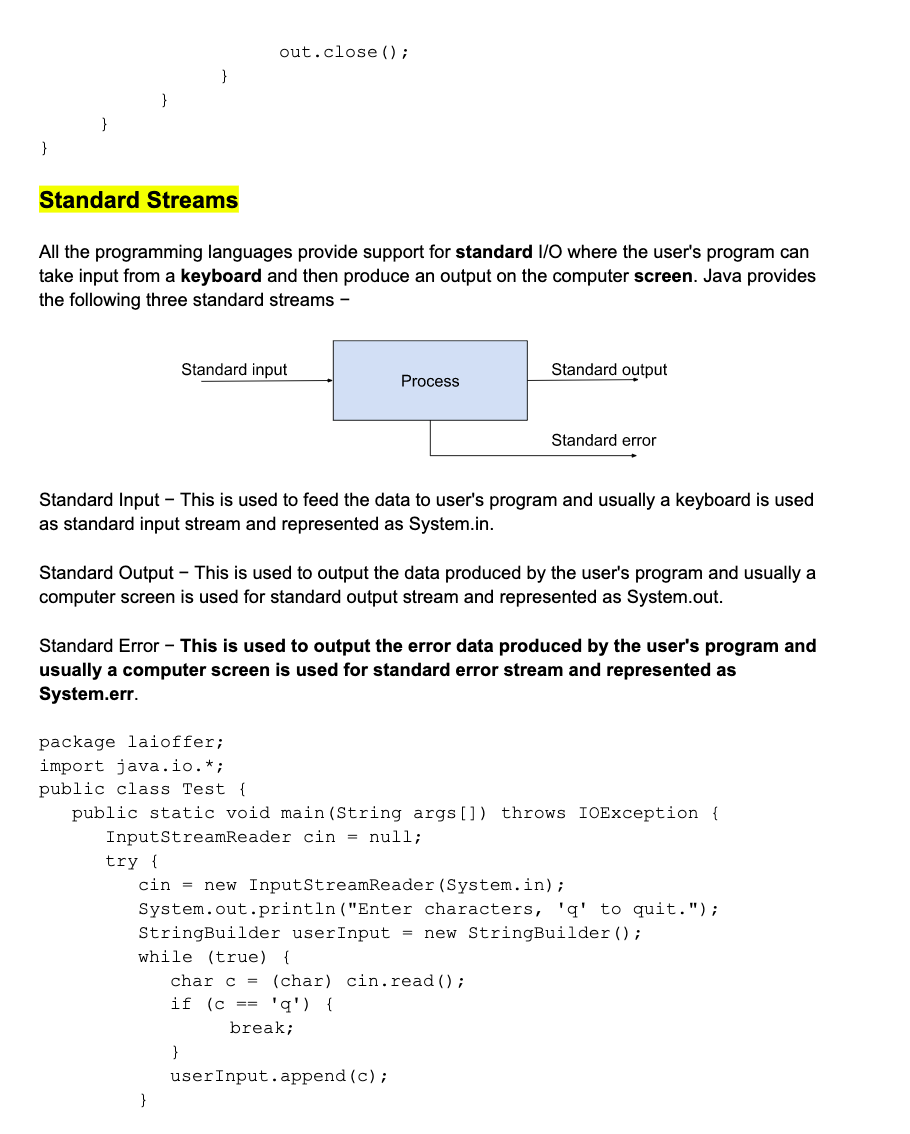 out.close();
}
}
}
}
Standard Streams
All the programming languages provide support for standard I/O where the user's program can
take input from a keyboard and then produce an output on the computer screen. Java provides
the following three standard streams −
Standard input
Process
Standard output
Standard error
Standard Input − This is used to feed the data to user's program and usually a keyboard is used
as standard input stream and represented as System.in.
Standard Output − This is used to output the data produced by the user's program and usually a
computer screen is used for standard output stream and represented as System.out.
Standard Error − This is used to output the error data produced by the user's program and
usually a computer screen is used for standard error stream and represented as
System.err.
package laioffer;
import java.io.*;
public class Test {
   public static void main(String args[]) throws IOException {
      InputStreamReader cin = null;
      try {
         cin = new InputStreamReader(System.in);
         System.out.println("Enter characters, 'q' to quit.");
         StringBuilder userInput = new StringBuilder();
         while (true) {
            char c = (char) cin.read();
            if (c == 'q') {
                 break;
            }
            userInput.append(c);
         }